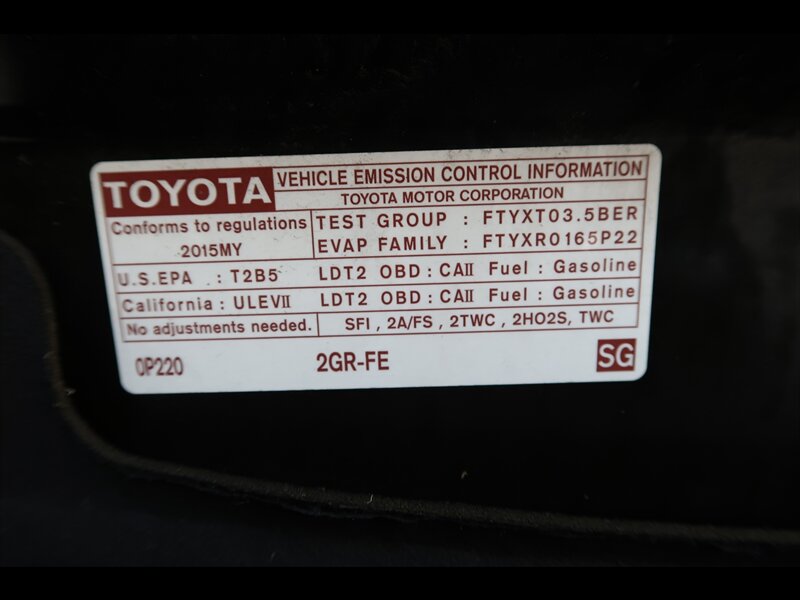 TOYOTA VEHICLE EMISSION CONTROL INFORMATION
TOYOTA MOTOR CORPORATION
Conforms to regulations
2015MY
TEST GROUP : FTYXT03.5BER
EVAP FAMILY : FTYXR0165P22
U.S.EPA : T2B5 LDT2 OBD : CAII Fuel : Gasoline
California : ULEVII LDT2 OBD : CAII Fuel : Gasoline
No adjustments needed. SFI , 2A/FS , 2TWC , 2HO2S, TWC
0P220 2GR-FE SG